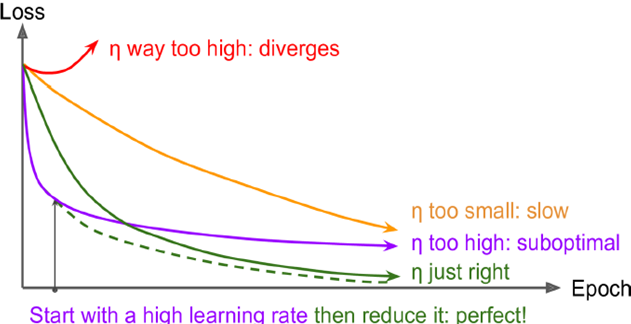 Loss
η way too high: diverges
η too small: slow
η too high: suboptimal
η just right
Epoch
Start with a high learning rate then reduce it: perfect!